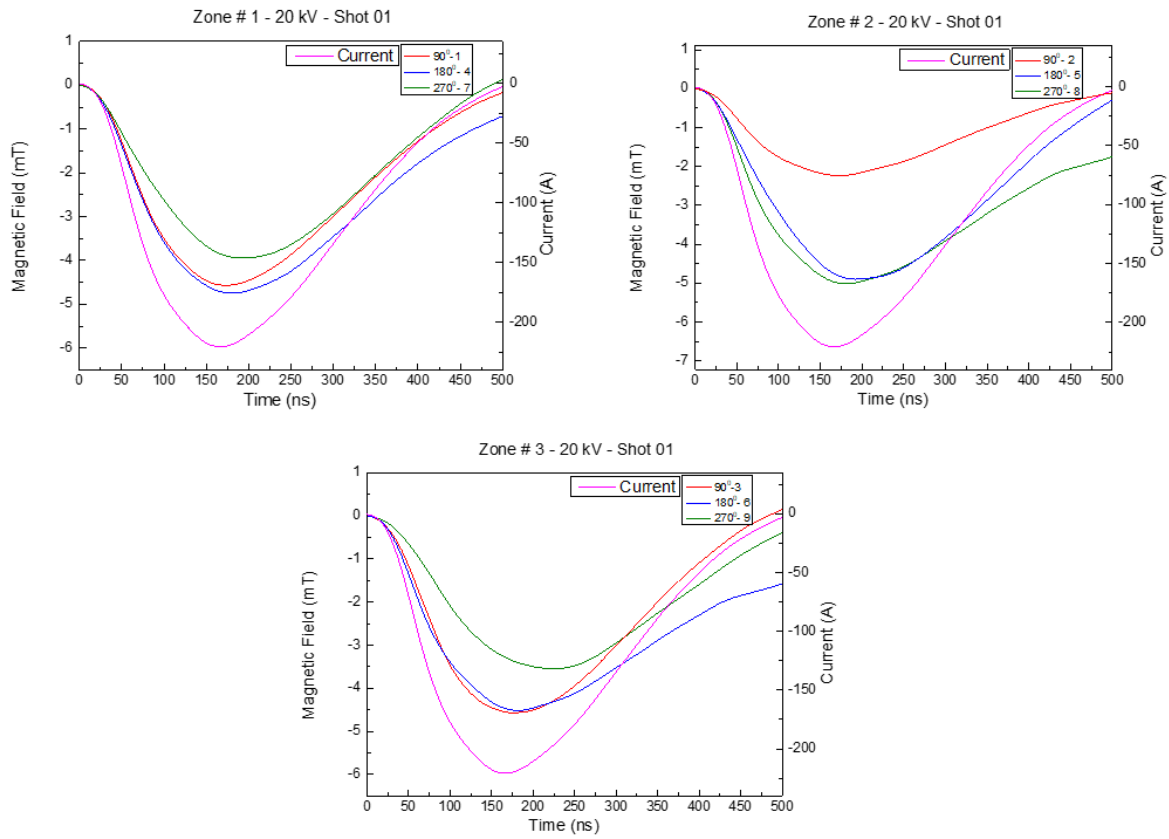 Zone # 1 - 20 kV - Shot 01
Current
90⁰-1
180⁰-4
270⁰-7
1
0
-1
-2
-3
-4
-5
-6
Magnetic Field (mT)
0
-50
-100
-150
-200
Current (A)
0 50 100 150 200 250 300 350 400 450 500
Time (ns)
Zone # 2 - 20 kV - Shot 01
Current
90⁰- 2
180⁰- 5
270⁰- 8
1
0
-1
-2
-3
-4
-5
-6
-7
Magnetic Field (mT)
0
-50
-100
-150
-200
Current (A)
0 50 100 150 200 250 300 350 400 450 500
Time (ns)
Zone # 3 - 20 kV - Shot 01
Current
90⁰-3
180⁰- 6
270⁰- 9
1
0
-1
-2
-3
-4
-5
-6
Magnetic Field (mT)
0
-50
-100
-150
-200
Current (A)
0 50 100 150 200 250 300 350 400 450 500
Time (ns)